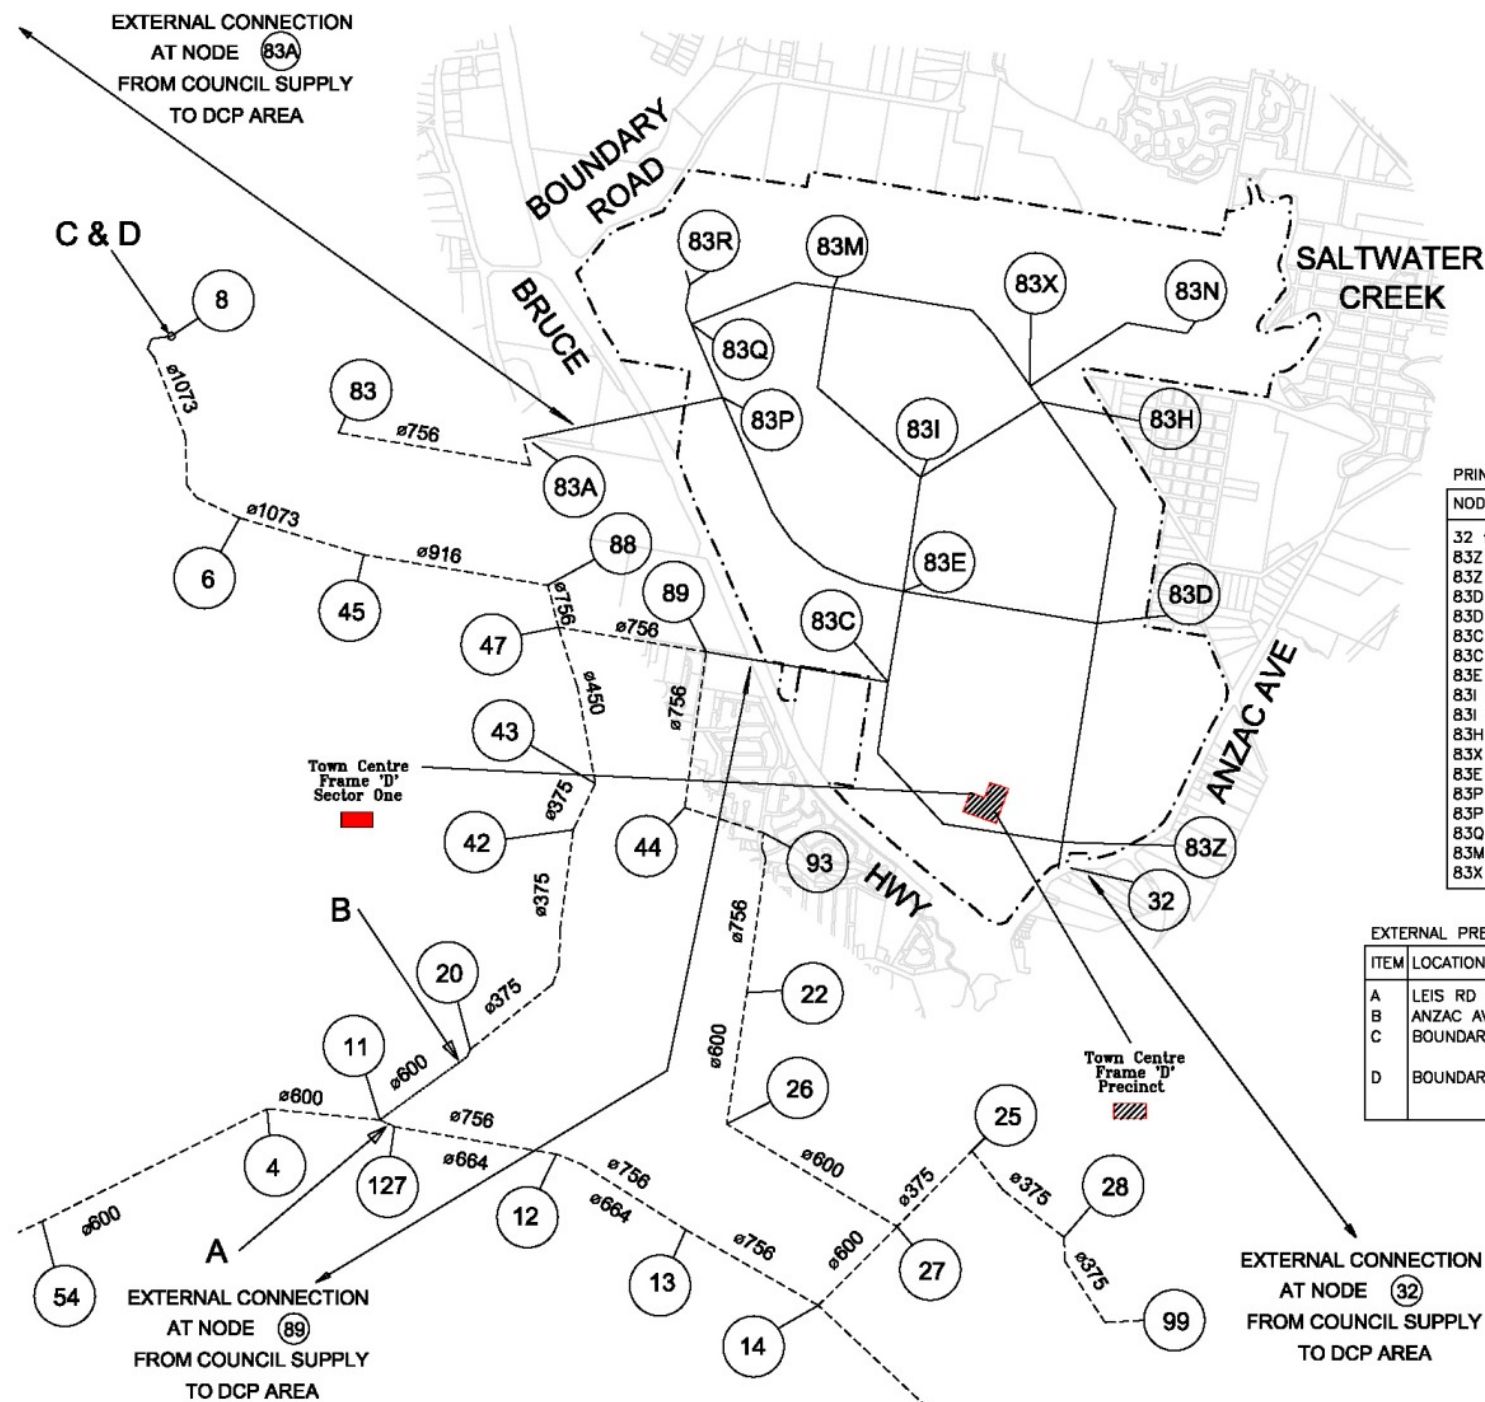 EXTERNAL CONNECTION
AT NODE 83A
FROM COUNCIL SUPPLY
TO DCP AREA
BOUNDARY
ROAD
BRUCE
C & D
8
83R
83M
83X
83N
SALTWATER
CREEK
ø1073
83
83Q
ø756
83P
83I
83H
83A
ø1073
ø916
88
6
45
89
83E
83D
ø756
47
ø756
83C
ø450
ø756
43
ANZAC AVE
Town Centre
Frame 'D'
Sector One
ø375
42
44
93
83Z
HWY
32
ø375
B
ø756
20
22
ø375
11
ø600
ø600
26
Town Centre
Frame 'D'
Precinct
ø600
ø756
25
4
127
ø664
12
ø756
ø664
ø600
ø375
ø375
28
ø600
54
A
13
ø756
ø600
27
ø375
99
14
EXTERNAL CONNECTION
AT NODE 89
FROM COUNCIL SUPPLY
TO DCP AREA
EXTERNAL CONNECTION
AT NODE 32
FROM COUNCIL SUPPLY
TO DCP AREA
PRIN
NOD
32
83Z
83Z
83D
83D
83C
83C
83E
83I
83I
83H
83X
83E
83P
83P
83Q
83M
83X
EXTERNAL PRE
ITEM LOCATION
A LEIS RD
B ANZAC AV
C BOUNDAR
D BOUNDAR